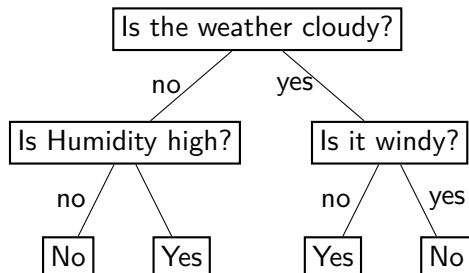 Is the weather cloudy?
no
yes
Is Humidity high?
Is it windy?
no
no
yes
No
Yes
Yes
No